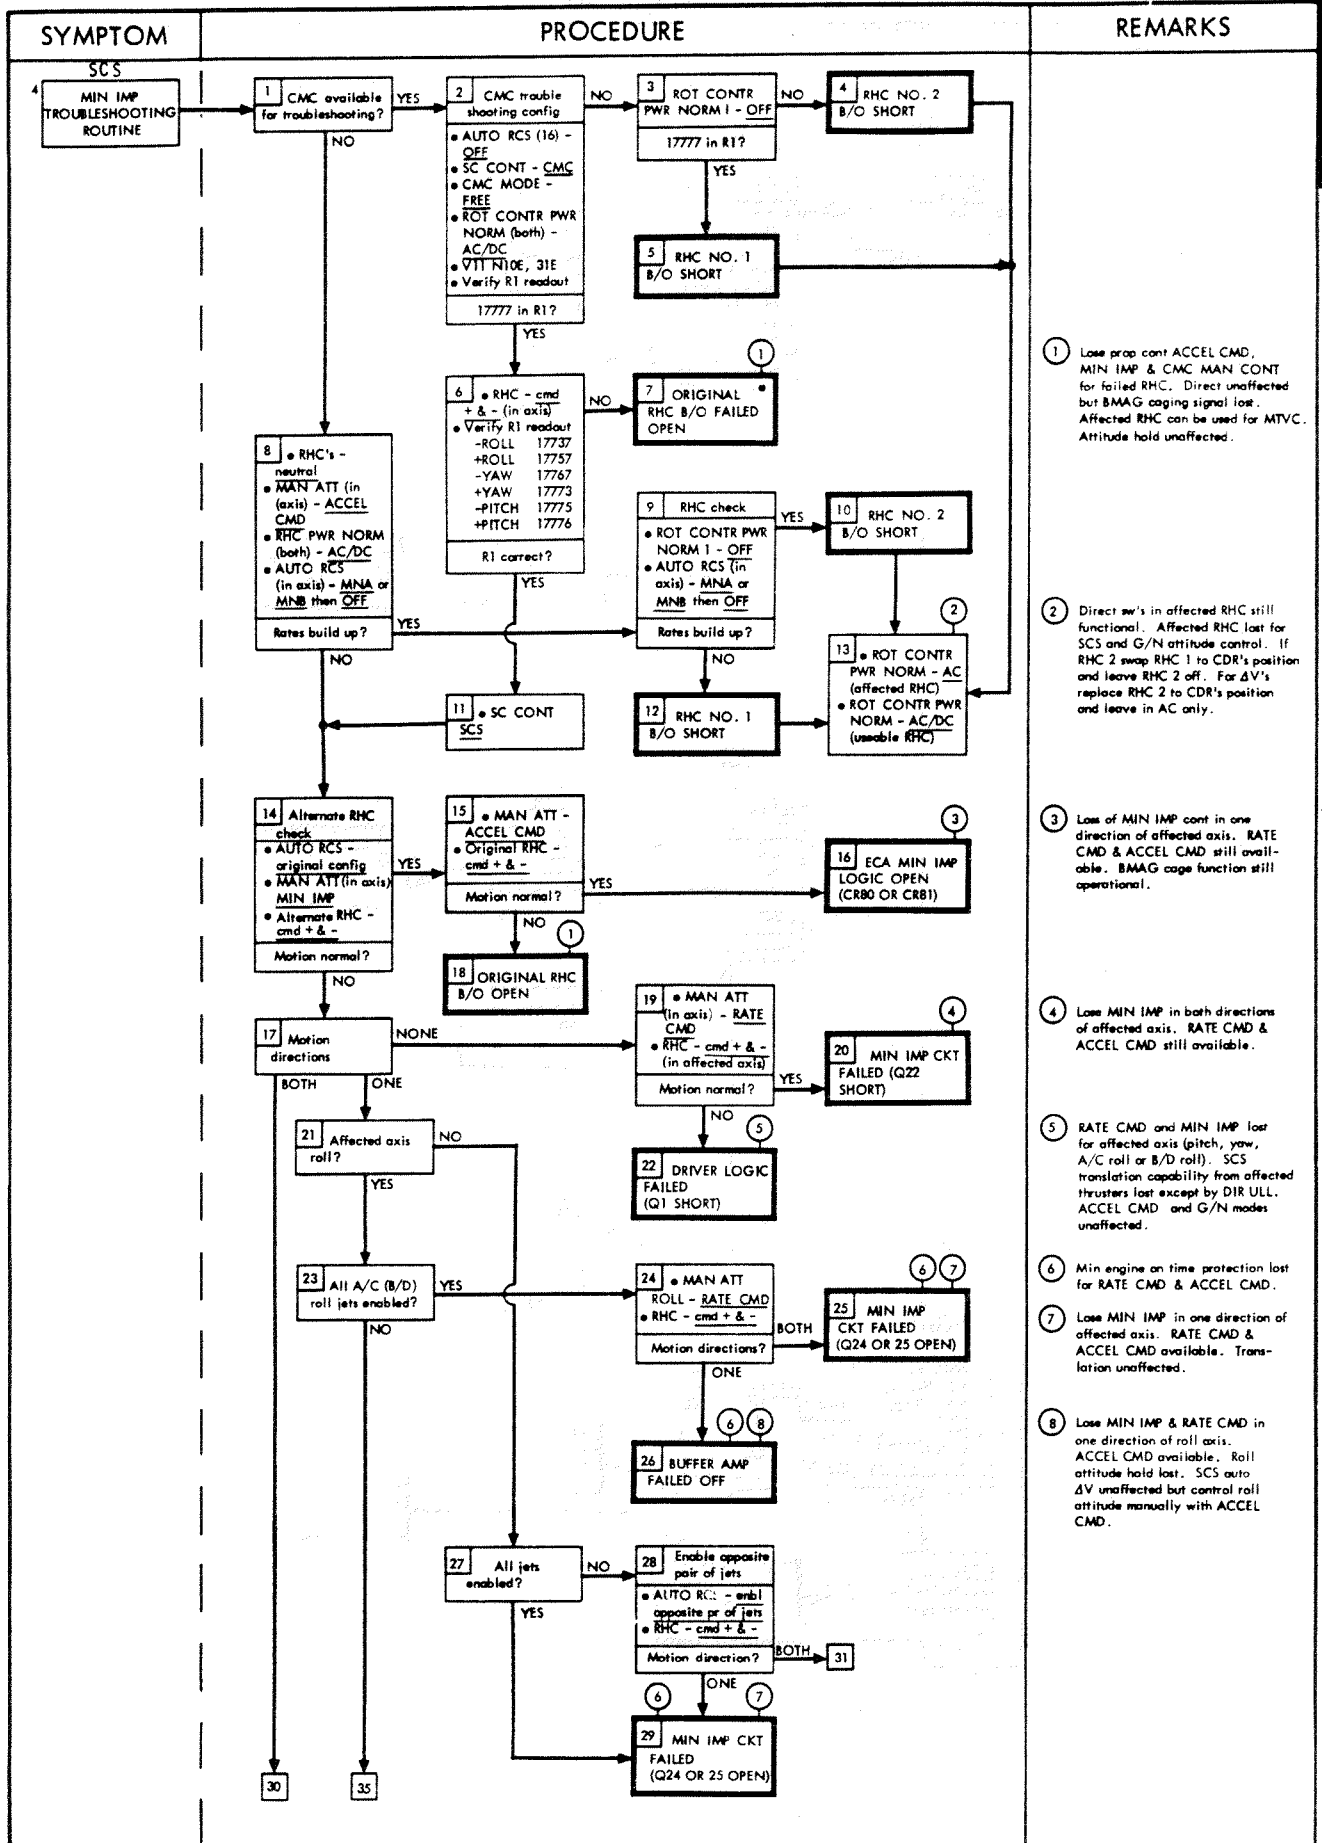 SYMPTOM
PROCEDURE
REMARKS
SCS
4
MIN IMP
TROUBLESHOOTING
ROUTINE
1 CMC available
for troubleshooting?
YES
NO
2 CMC trouble
shooting config
• AUTO RCS (16) -
OFF
• SC CONT - CMC
• CMC MODE -
FREE
• ROT CONTR PWR
NORM (both) -
AC/DC
• V11 N10E, 31E
• Verify R1 readout
17777 in R1?
NO
YES
3 ROT CONTR
PWR NORM 1 - OFF
17777 in R1?
NO
YES
4 RHC NO. 2
B/O SHORT
5 RHC NO. 1
B/O SHORT
6 • RHC - cmd
+ & - (in axis)
• Verify R1 readout
-ROLL 17737
+ROLL 17757
-YAW 17767
+YAW 17773
-PITCH 17775
+PITCH 17776
R1 correct?
NO
YES
1
7 ORIGINAL
RHC B/O FAILED
OPEN
8 • RHC's -
neutral
• MAN ATT (in
(axis) - ACCEL
CMD
• RHC PWR NORM
(both) - AC/DC
• AUTO RCS
(in axis) - MNA or
MNB then OFF
Rates build up?
YES
NO
9 RHC check
• ROT CONTR PWR
NORM 1 - OFF
• AUTO RCS (in
axis) - MNA or
MNB then OFF
Rates build up?
YES
NO
10 RHC NO. 2
B/O SHORT
11 • SC CONT
SCS
12 RHC NO. 1
B/O SHORT
2
13 • ROT CONTR
PWR NORM - AC
(affected RHC)
• ROT CONTR PWR
NORM - AC/DC
(useable RHC)
14 Alternate RHC
check
• AUTO RCS -
original config
• MAN ATT (in axis)
MIN IMP
• Alternate RHC -
cmd + & -
Motion normal?
YES
NO
15 • MAN ATT -
ACCEL CMD
• Original RHC -
cmd + & -
Motion normal?
YES
NO
3
16 ECA MIN IMP
LOGIC OPEN
(CR80 OR CR81)
1
18 ORIGINAL RHC
B/O OPEN
17 Motion
directions
NONE
BOTH
ONE
19 • MAN ATT
(in axis) - RATE
CMD
• RHC - cmd + & -
(in affected axis)
Motion normal?
YES
NO
4
20 MIN IMP CKT
FAILED (Q22
SHORT)
21 Affected axis
roll?
NO
YES
5
22 DRIVER LOGIC
FAILED
(Q1 SHORT)
23 All A/C (B/D)
roll jets enabled?
YES
NO
24 • MAN ATT
ROLL - RATE CMD
• RHC - cmd + & -
Motion directions?
BOTH
ONE
6 7
25 MIN IMP
CKT FAILED
(Q24 OR 25 OPEN)
6 8
26 BUFFER AMP
FAILED OFF
27 All jets
enabled?
NO
YES
28 Enable opposite
pair of jets
• AUTO RCS - enbl
opposite pr of jets
• RHC - cmd + & -
Motion direction?
BOTH
31
ONE
6 7
29 MIN IMP CKT
FAILED
(Q24 OR 25 OPEN)
30
35
1 Lose prop cont ACCEL CMD,
MIN IMP & CMC MAN CONT
for failed RHC. Direct unaffected
but BMAG caging signal lost.
Affected RHC can be used for MTVC.
Attitude hold unaffected.
2 Direct sw's in affected RHC still
functional. Affected RHC lost for
SCS and G/N attitude control. If
RHC 2 swap RHC 1 to CDR's position
and leave RHC 2 off. For ΔV's
replace RHC 2 to CDR's position
and leave in AC only.
3 Loss of MIN IMP cont in one
direction of affected axis. RATE
CMD & ACCEL CMD still avail-
able. BMAG cage function still
operational.
4 Lose MIN IMP in both directions
of affected axis. RATE CMD &
ACCEL CMD still available.
5 RATE CMD and MIN IMP lost
for affected axis (pitch, yaw,
A/C roll or B/D roll). SCS
translation capability from affected
thrusters lost except by DIR ULL.
ACCEL CMD and G/N modes
unaffected.
6 Min engine on time protection lost
for RATE CMD & ACCEL CMD.
7 Lose MIN IMP in one direction of
affected axis. RATE CMD &
ACCEL CMD available. Trans-
lation unaffected.
8 Lose MIN IMP & RATE CMD in
one direction of roll axis.
ACCEL CMD available. Roll
attitude hold lost. SCS auto
ΔV unaffected but control roll
attitude manually with ACCEL
CMD.